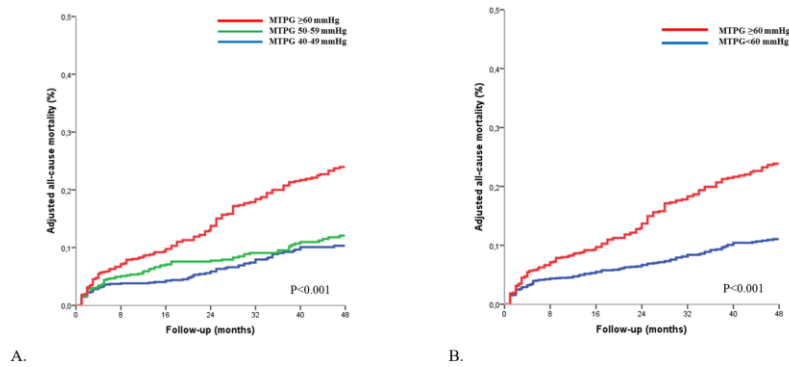 MTPG ≥60 mmHg
MTPG 50-59 mmHg
MTPG 40-49 mmHg
Adjusted all-cause mortality (%)
0,5
0,4
0,3
0,2
0,1
0,0
P<0.001
0 8 16 24 32 40 48
Follow-up (months)
A.
MTPG ≥60 mmHg
MTPG<60 mmHg
Adjusted all-cause mortality (%)
0,5
0,4
0,3
0,2
0,1
0,0
P<0.001
0 8 16 24 32 40 48
Follow-up (months)
B.